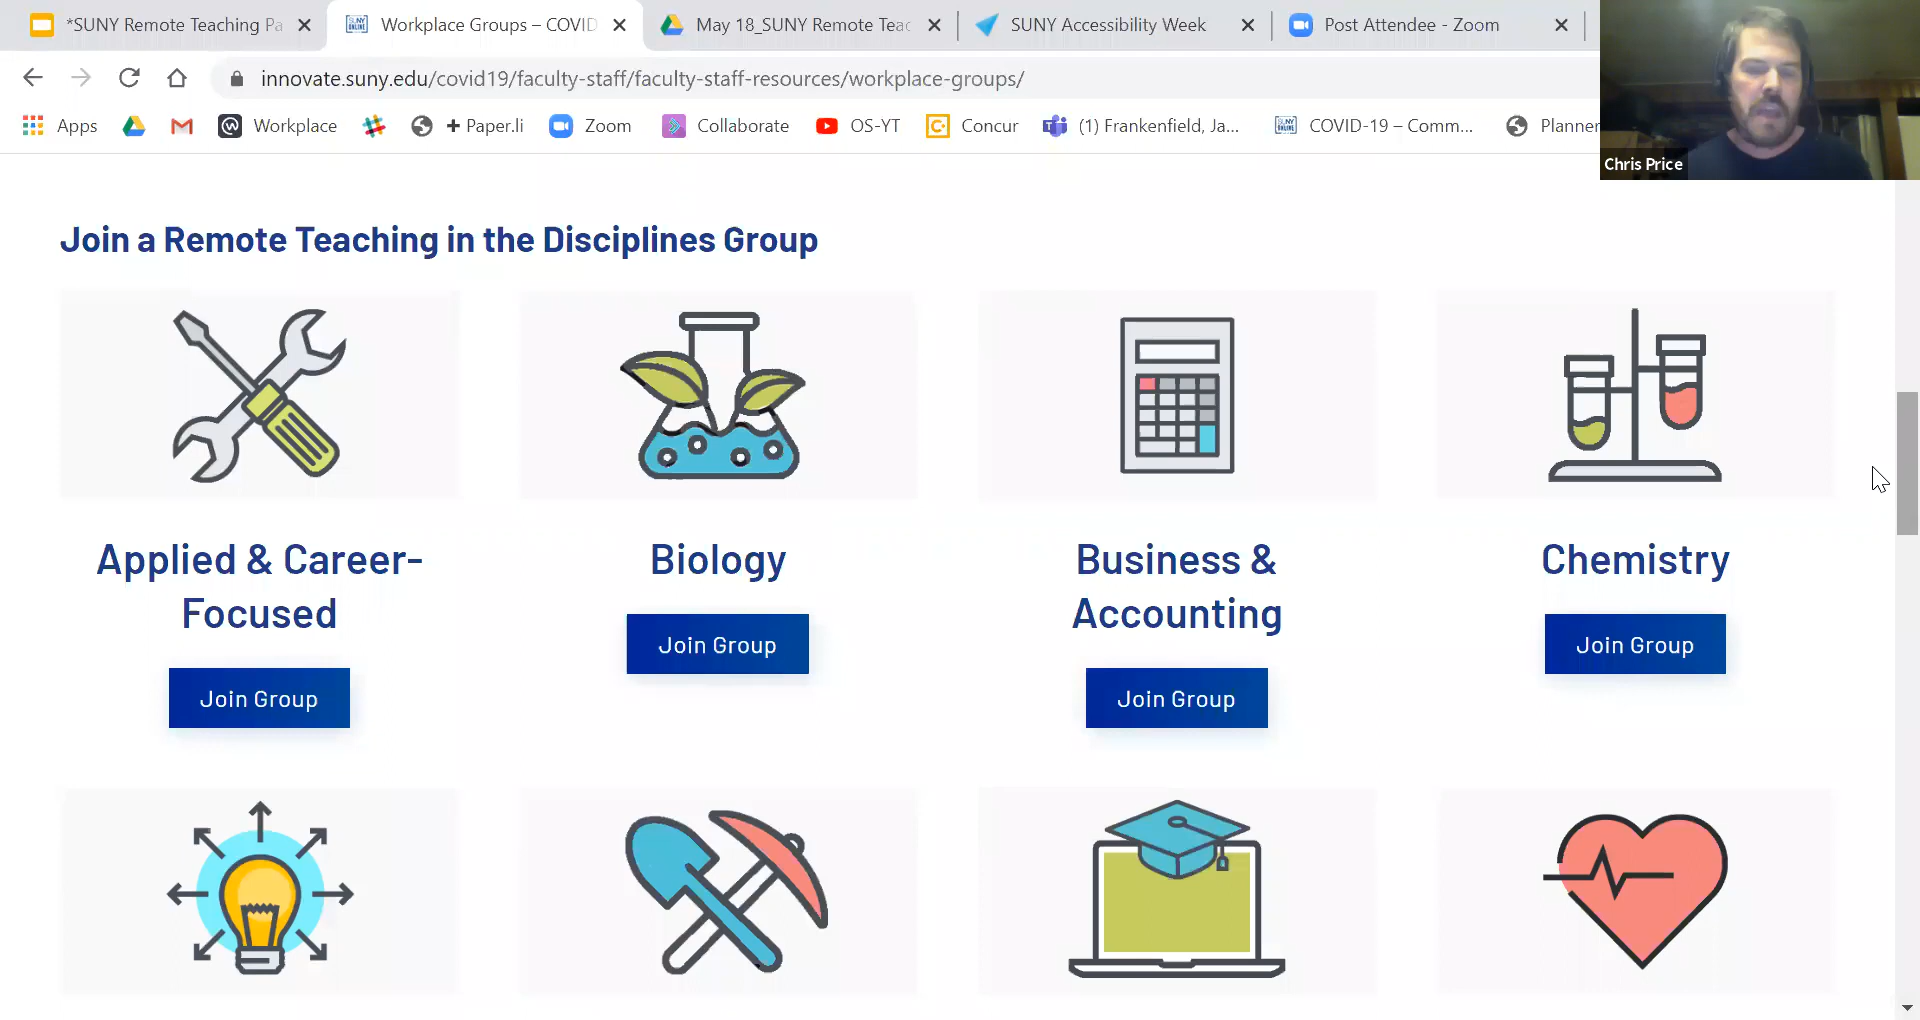 *SUNY Remote Teaching Pa
Workplace Groups – COVID
May 18_SUNY Remote Teac
SUNY Accessibility Week
Post Attendee - Zoom
innovate.suny.edu/covid19/faculty-staff/faculty-staff-resources/workplace-groups/
Apps
Workplace
+ Paper.li
Zoom
Collaborate
OS-YT
Concur
(1) Frankenfield, Ja...
COVID-19 – Comm...
Planner
Chris Price
Join a Remote Teaching in the Disciplines Group
Applied & Career-
Focused
Join Group
Biology
Join Group
Business &
Accounting
Join Group
Chemistry
Join Group